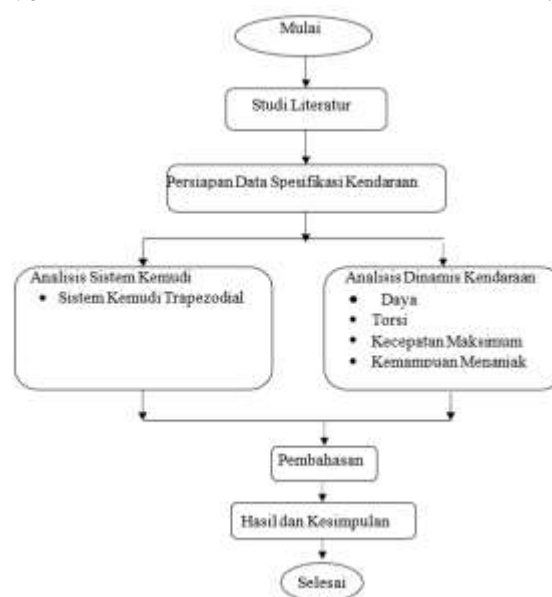 Mulai
Studi Literatur
Persiapan Data Spesifikasi Kendaraan
Analisis Sistem Kemudi
• Sistem Kemudi Trapezodial
Analisis Dinamis Kendaraan
• Daya
• Torsi
• Kecepatan Maksimum
• Kemampuan Menanjak
Pembahasan
Hasil dan Kesimpulan
Selesai